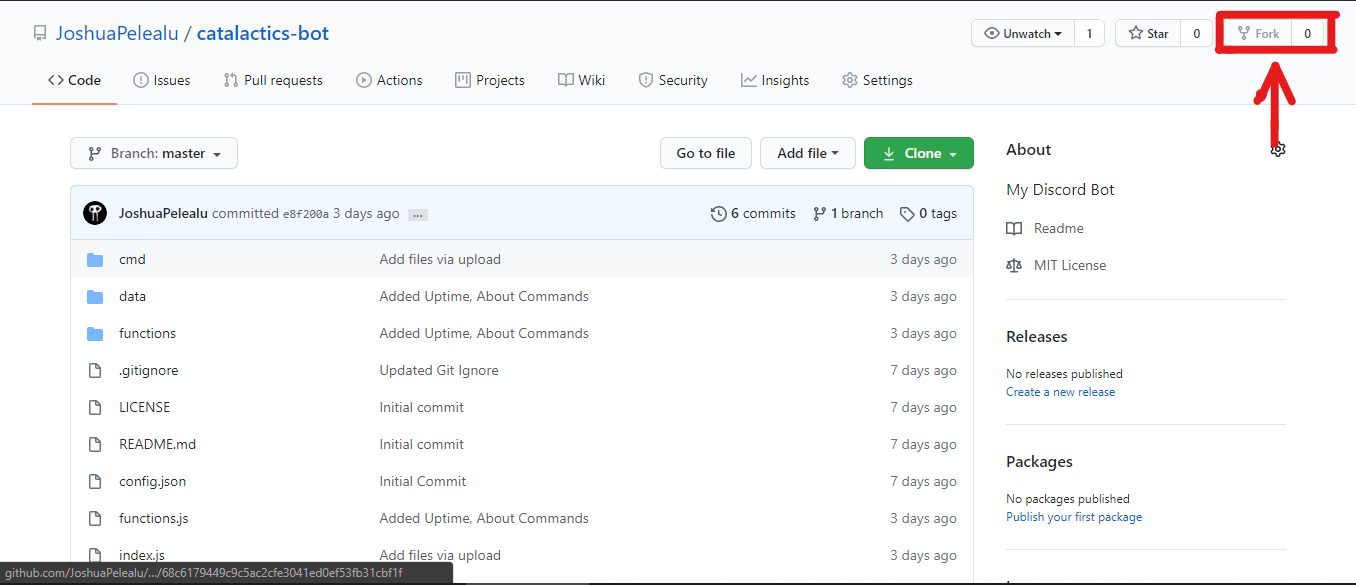 JoshuaPelealu / catalactics-bot Unwatch 1 Star 0 Fork 0
Code Issues Pull requests Actions Projects Wiki Security Insights Settings
Branch: master Go to file Add file Clone
About
My Discord Bot
Readme
MIT License
JoshuaPelealu committed e8f200a 3 days ago ... 6 commits 1 branch 0 tags
cmd Add files via upload 3 days ago
data Added Uptime, About Commands 3 days ago
functions Added Uptime, About Commands 3 days ago
.gitignore Updated Git Ignore 7 days ago
LICENSE Initial commit 7 days ago
README.md Initial commit 7 days ago
config.json Initial Commit 7 days ago
functions.js Added Uptime, About Commands 3 days ago
index.js Add files via upload 3 days ago
Releases
No releases published
Create a new release
Packages
No packages published
Publish your first package
github.com/JoshuaPelealu/.../68c6179449c9c5ac2cfe3041ed0ef53fb31cbf1f